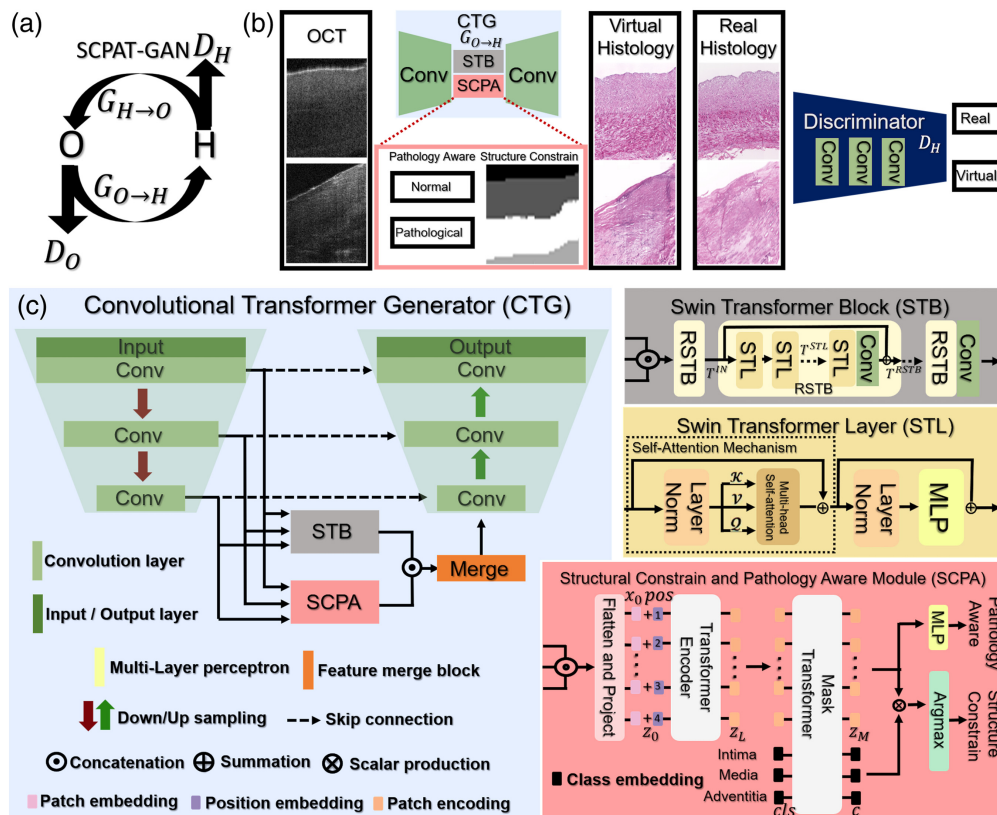 (a)
SCPAT-GAN
D_H
G_{H→O}
O
H
G_{O→H}
D_O
(b)
OCT
CTG
G_{O→H}
Conv
STB
SCPA
Conv
Pathology Aware
Structure Constrain
Normal
Pathological
Virtual
Histology
Real
Histology
Discriminator
D_H
Conv
Conv
Conv
Real
Virtual
(c)
Convolutional Transformer Generator (CTG)
Input
Conv
Conv
Conv
Output
Conv
Conv
Conv
STB
SCPA
Merge
Convolution layer
Input / Output layer
Multi-Layer perceptron
Feature merge block
Down/Up sampling
Skip connection
Concatenation
Summation
Scalar production
Patch embedding
Position embedding
Patch encoding
Swin Transformer Block (STB)
RSTB
T^{IN}
STL
STL
T^{STL}
STL
Conv
RSTB
T^{RSTB}
RSTB
Conv
Swin Transformer Layer (STL)
Self-Attention Mechanism
Layer
Norm
K
V
Q
Multi-head
Self-attention
Layer
Norm
MLP
Structural Constrain and Pathology Aware Module (SCPA)
Flatten and Project
x_0 pos
+ 1
+ 2
+ 3
+ 4
z_0
Transformer
Encoder
z_L
Mask
Transformer
z_M
Intima
Media
Adventitia
cls
c
Class embedding
MLP
Pathology
Aware
Argmax
Structure
Constrain